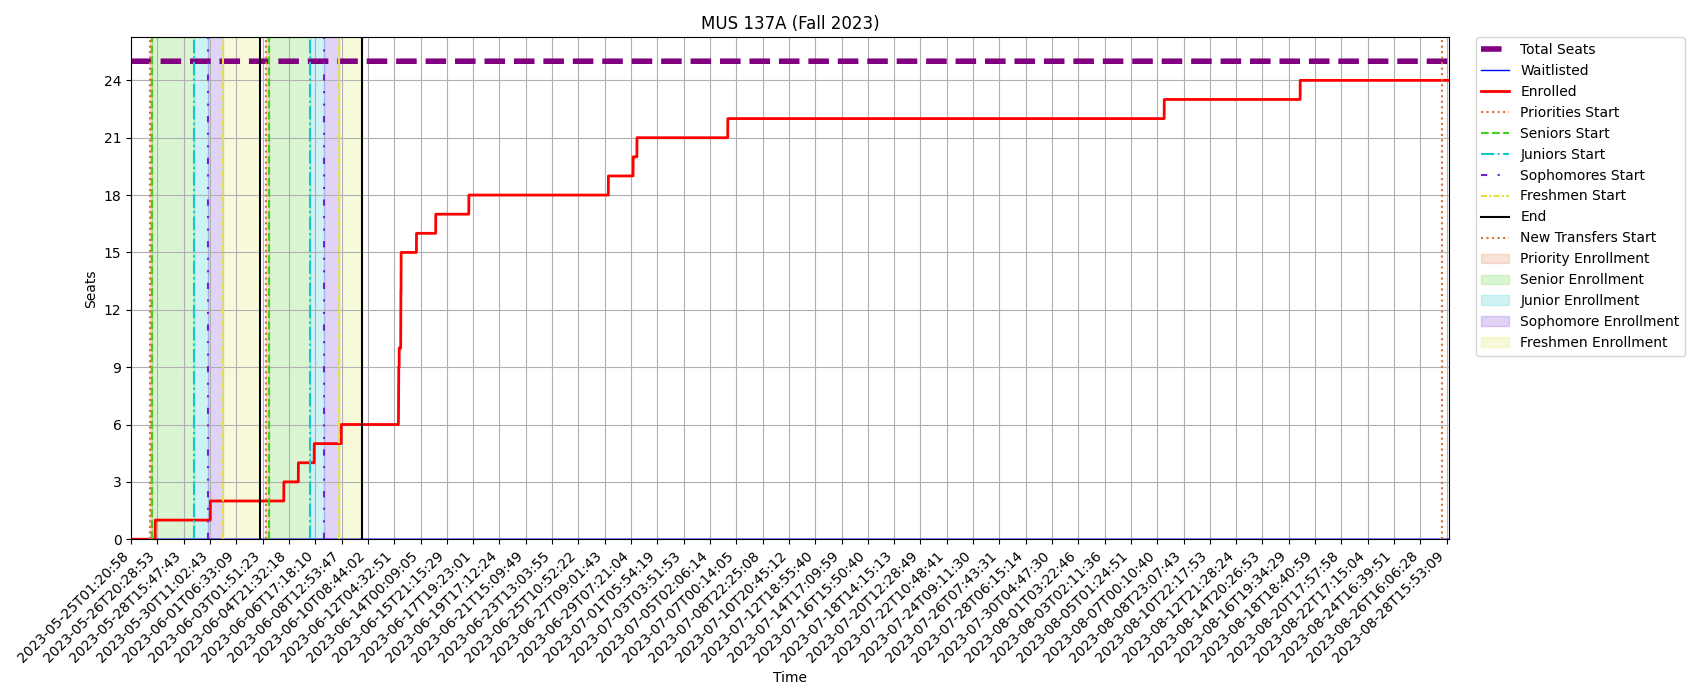 MUS 137A (Fall 2023)
Total Seats
Waitlisted
Enrolled
Priorities Start
Seniors Start
Juniors Start
Sophomores Start
Freshmen Start
End
New Transfers Start
Priority Enrollment
Senior Enrollment
Junior Enrollment
Sophomore Enrollment
Freshmen Enrollment
Seats
24
21
18
15
12
9
6
3
0
2023-05-25T01:20:58
2023-05-26T20:28:53
2023-05-28T15:47:43
2023-05-30T11:02:43
2023-06-01T06:33:09
2023-06-03T01:51:23
2023-06-04T21:32:18
2023-06-06T17:18:10
2023-06-08T12:53:47
2023-06-10T08:44:02
2023-06-12T04:32:51
2023-06-14T00:09:05
2023-06-15T21:15:29
2023-06-17T19:23:01
2023-06-19T17:12:24
2023-06-21T15:09:49
2023-06-23T13:03:55
2023-06-25T10:52:22
2023-06-27T09:01:43
2023-06-29T07:21:04
2023-07-01T05:54:19
2023-07-03T03:51:53
2023-07-05T02:06:14
2023-07-07T00:14:05
2023-07-08T22:25:08
2023-07-10T20:45:12
2023-07-12T18:55:40
2023-07-14T17:09:59
2023-07-16T15:50:40
2023-07-18T14:15:13
2023-07-20T12:28:49
2023-07-22T10:48:41
2023-07-24T09:11:30
2023-07-26T07:43:31
2023-07-28T06:15:14
2023-07-30T04:47:30
2023-08-01T03:22:46
2023-08-03T02:11:36
2023-08-05T01:24:51
2023-08-07T00:10:40
2023-08-08T23:07:43
2023-08-10T22:17:53
2023-08-12T21:28:24
2023-08-14T20:26:53
2023-08-16T19:34:29
2023-08-18T18:40:59
2023-08-20T17:57:58
2023-08-22T17:15:04
2023-08-24T16:39:51
2023-08-26T16:06:28
2023-08-28T15:53:09
Time